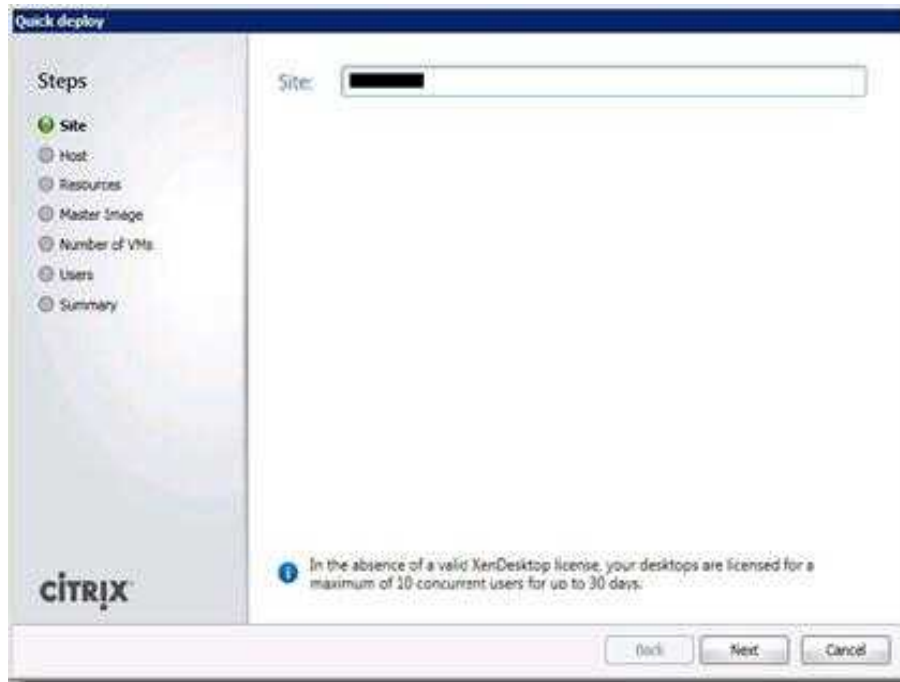 Quick deploy
Steps
Site
Host
Resources
Master Image
Number of VMs
Users
Summary
Site:
In the absence of a valid XenDesktop license, your desktops are licensed for a
maximum of 10 concurrent users for up to 30 days.
CİTRIX
Back Next Cancel